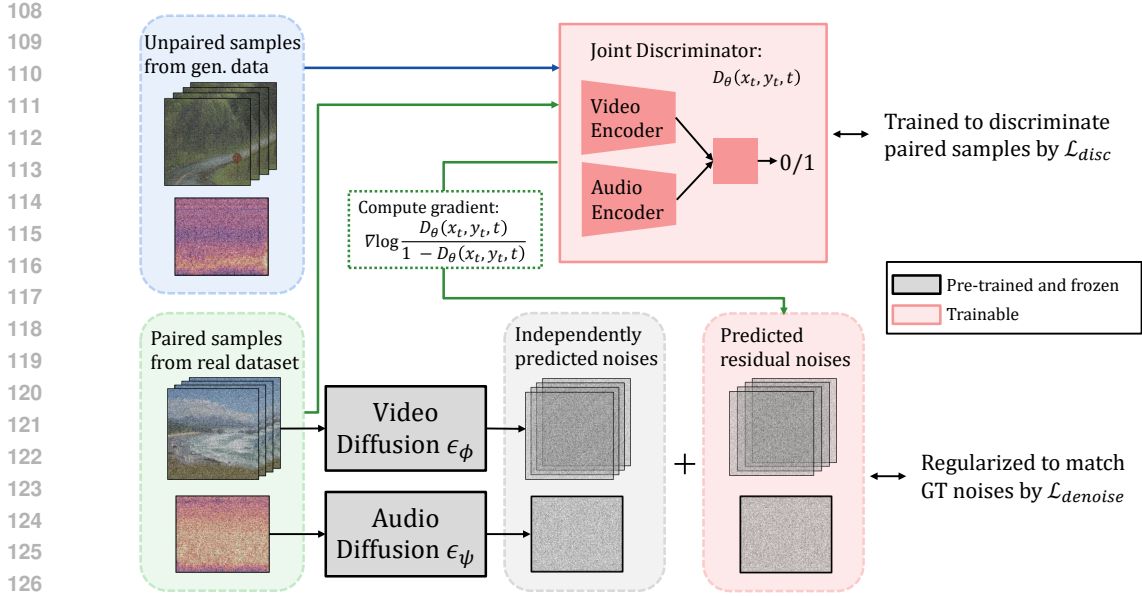 108
109
110
111
112
113
114
115
116
117
118
119
120
121
122
123
124
125
126
Unpaired samples
from gen. data
Joint Discriminator:
D_θ(x_t, y_t, t)
Video
Encoder
Audio
Encoder
0/1
Trained to discriminate
paired samples by ℒ_disc
Compute gradient:
∇log D_θ(x_t, y_t, t)
1 − D_θ(x_t, y_t, t)
Pre-trained and frozen
Trainable
Paired samples
from real dataset
Video
Diffusion ϵ_ϕ
Audio
Diffusion ϵ_ψ
Independently
predicted noises
+
Predicted
residual noises
Regularized to match
GT noises by ℒ_denoise